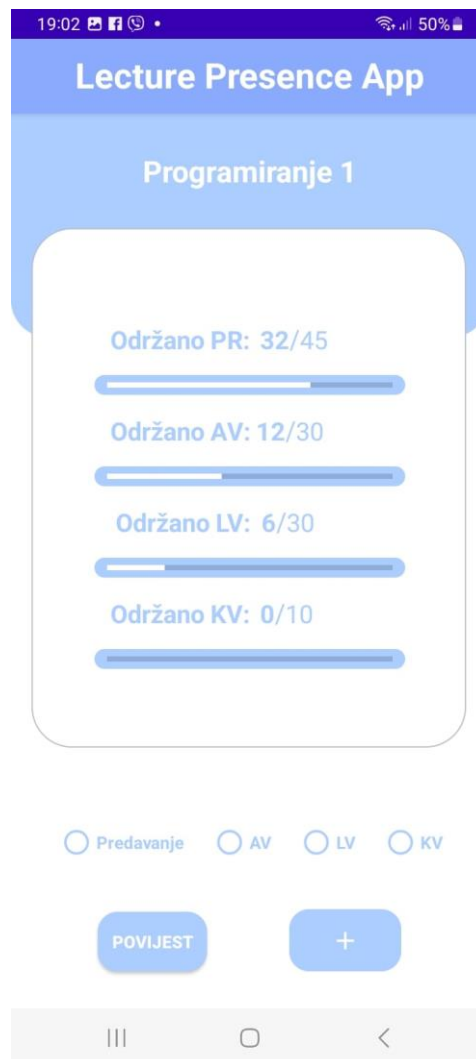 19:02 50%
Lecture Presence App
Programiranje 1
Održano PR: 32/45
Održano AV: 12/30
Održano LV: 6/30
Održano KV: 0/10
Predavanje AV LV KV
POVIJEST +